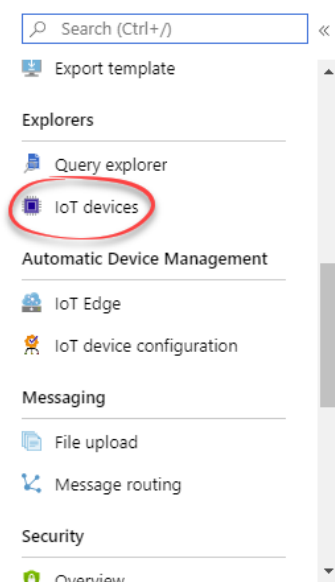 Search (Ctrl+/)
Export template
Explorers
Query explorer
IoT devices
Automatic Device Management
IoT Edge
IoT device configuration
Messaging
File upload
Message routing
Security
Overview